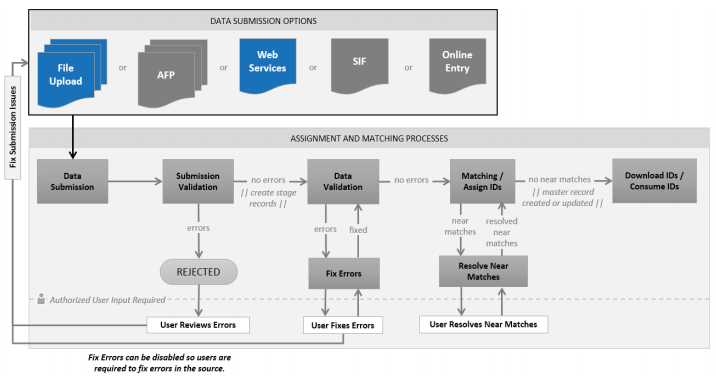 DATA SUBMISSION OPTIONS
File
Upload
or
AFP
or
Web
Services
or
SIF
or
Online
Entry
Fix Submission Issues
ASSIGNMENT AND MATCHING PROCESSES
Data
Submission
Submission
Validation
no errors
|| create stage
records ||
Data
Validation
no errors
Matching /
Assign IDs
no near matches
|| master record
created or updated ||
Download IDs /
Consume IDs
errors
errors
fixed
near
matches
resolved
near
matches
REJECTED
Fix Errors
Resolve Near
Matches
Authorized User Input Required
User Reviews Errors
User Fixes Errors
User Resolves Near Matches
Fix Errors can be disabled so users are
required to fix errors in the source.